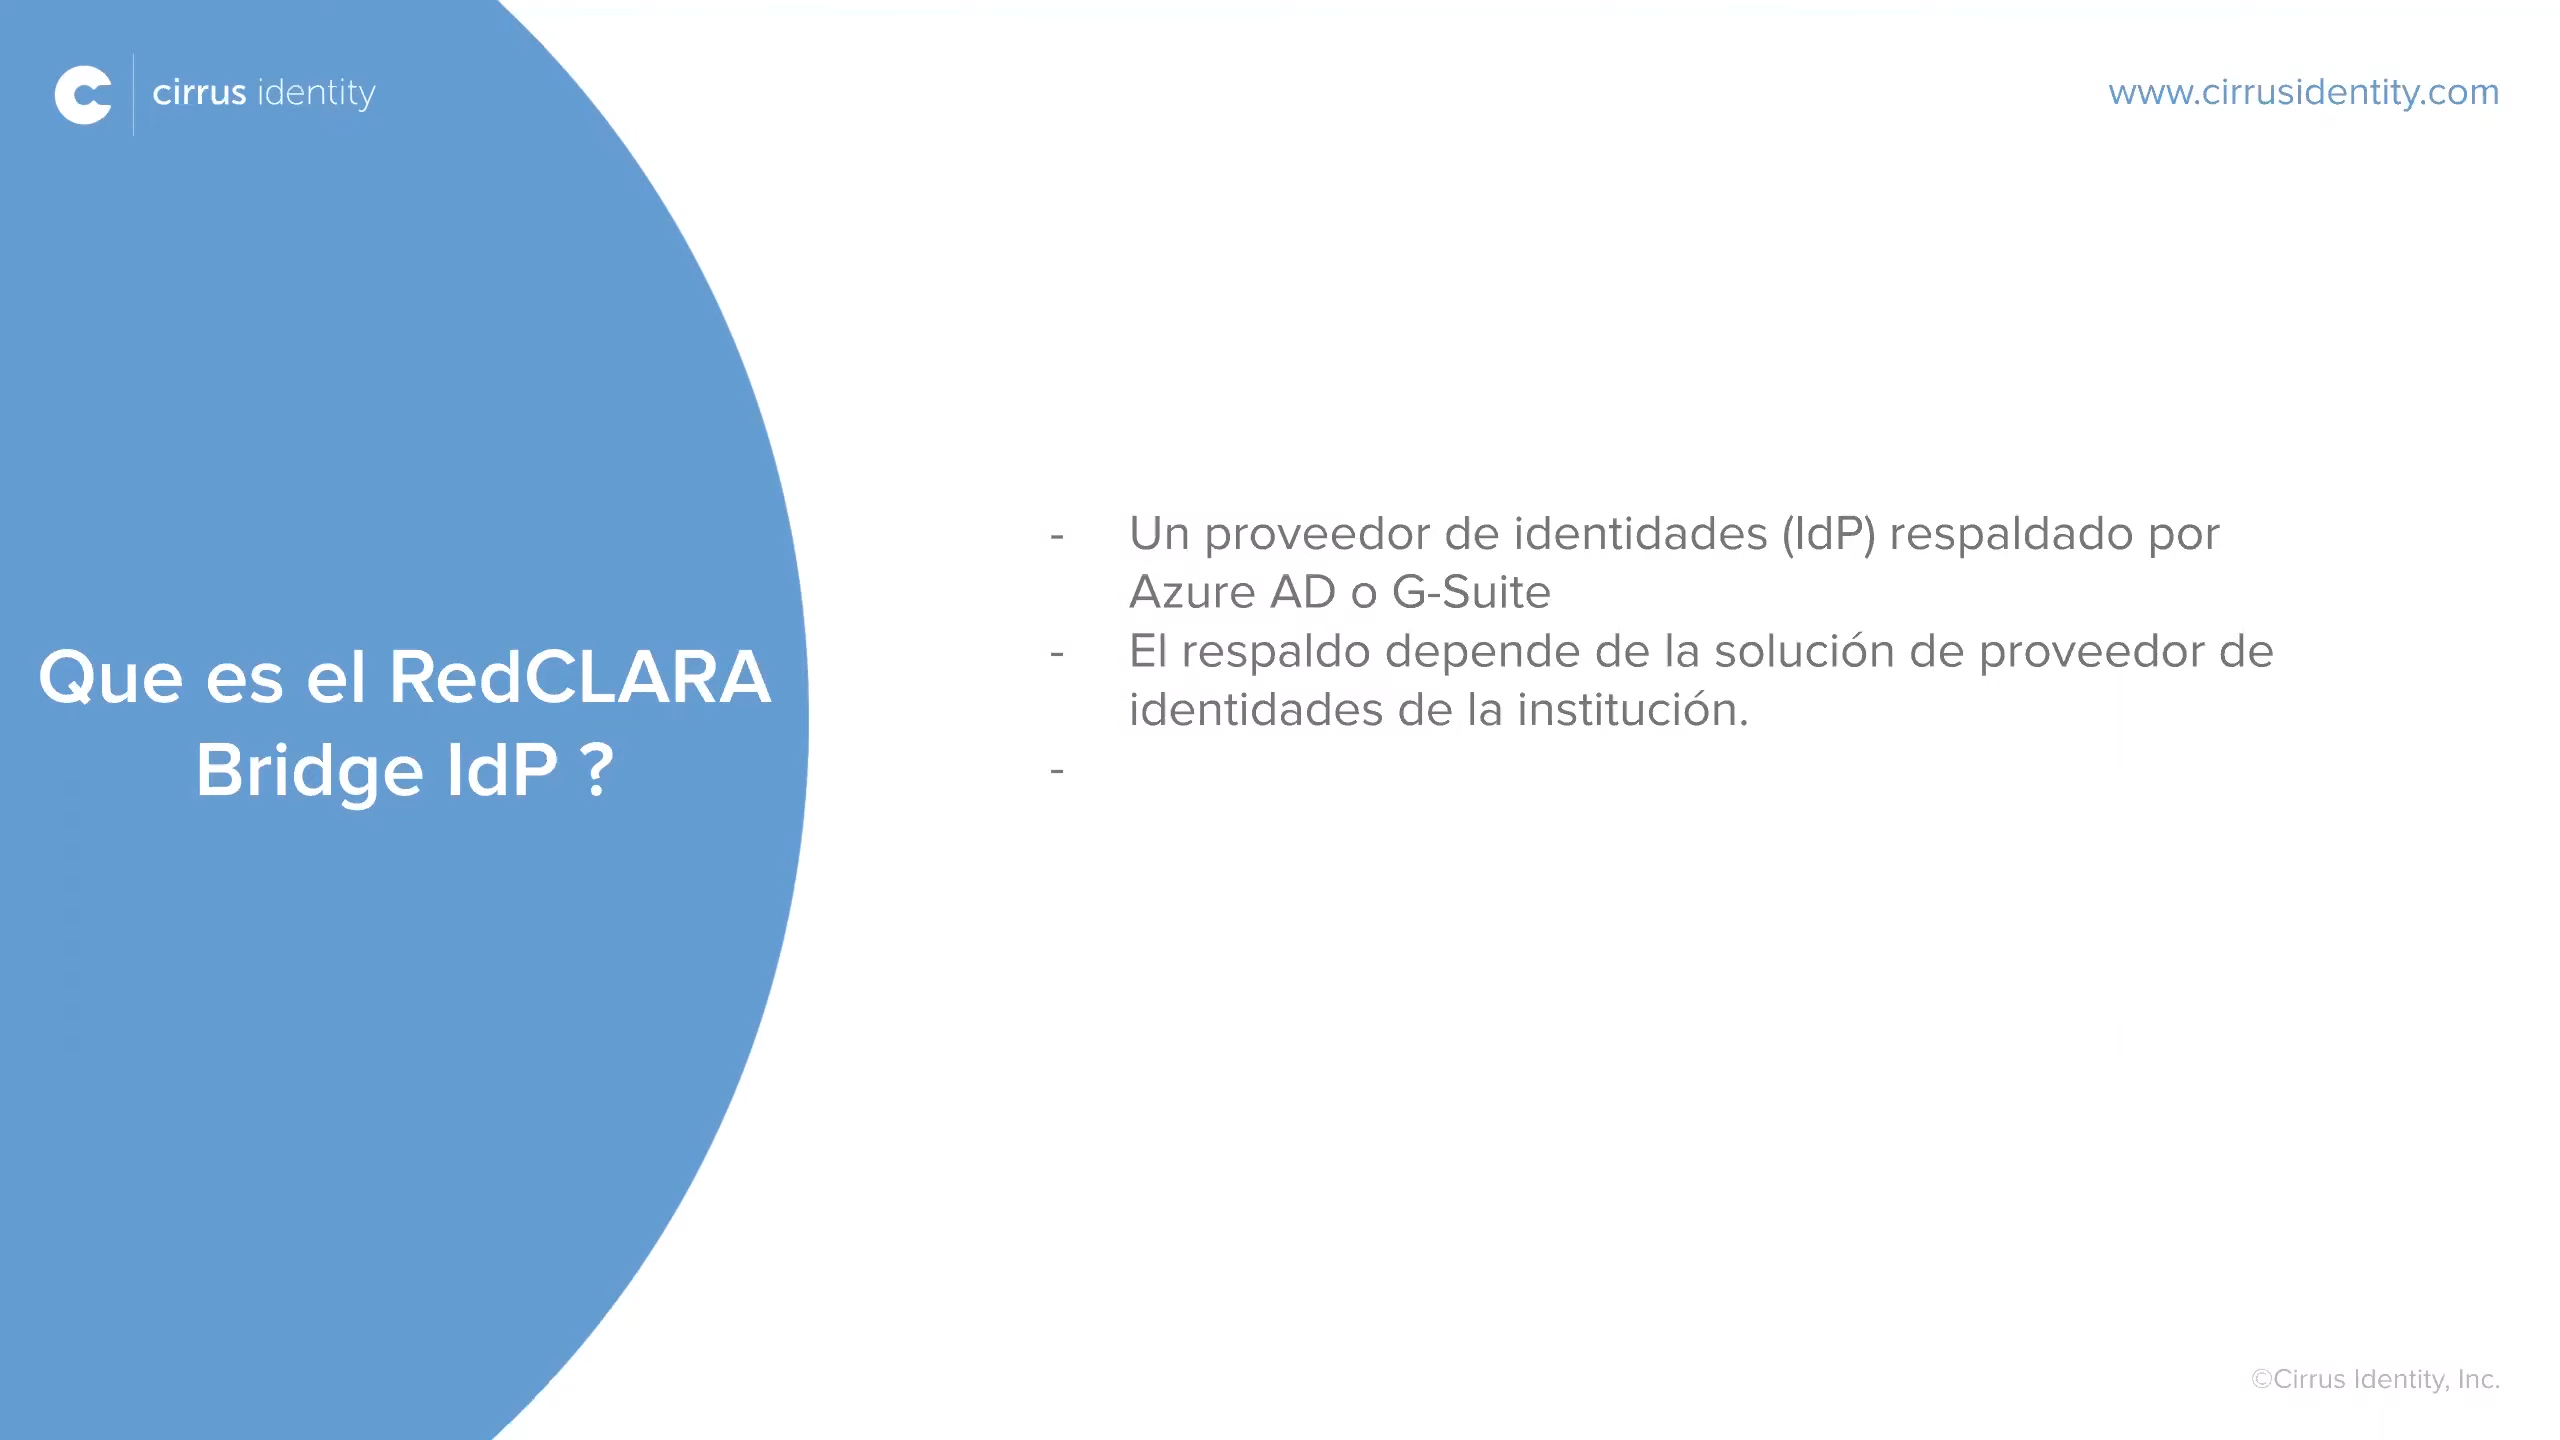 cirrus identity
www.cirrusidentity.com
Que es el RedCLARA
Bridge IdP ?
- Un proveedor de identidades (IdP) respaldado por
Azure AD o G-Suite
- El respaldo depende de la solución de proveedor de
identidades de la institución.
-
©Cirrus Identity, Inc.